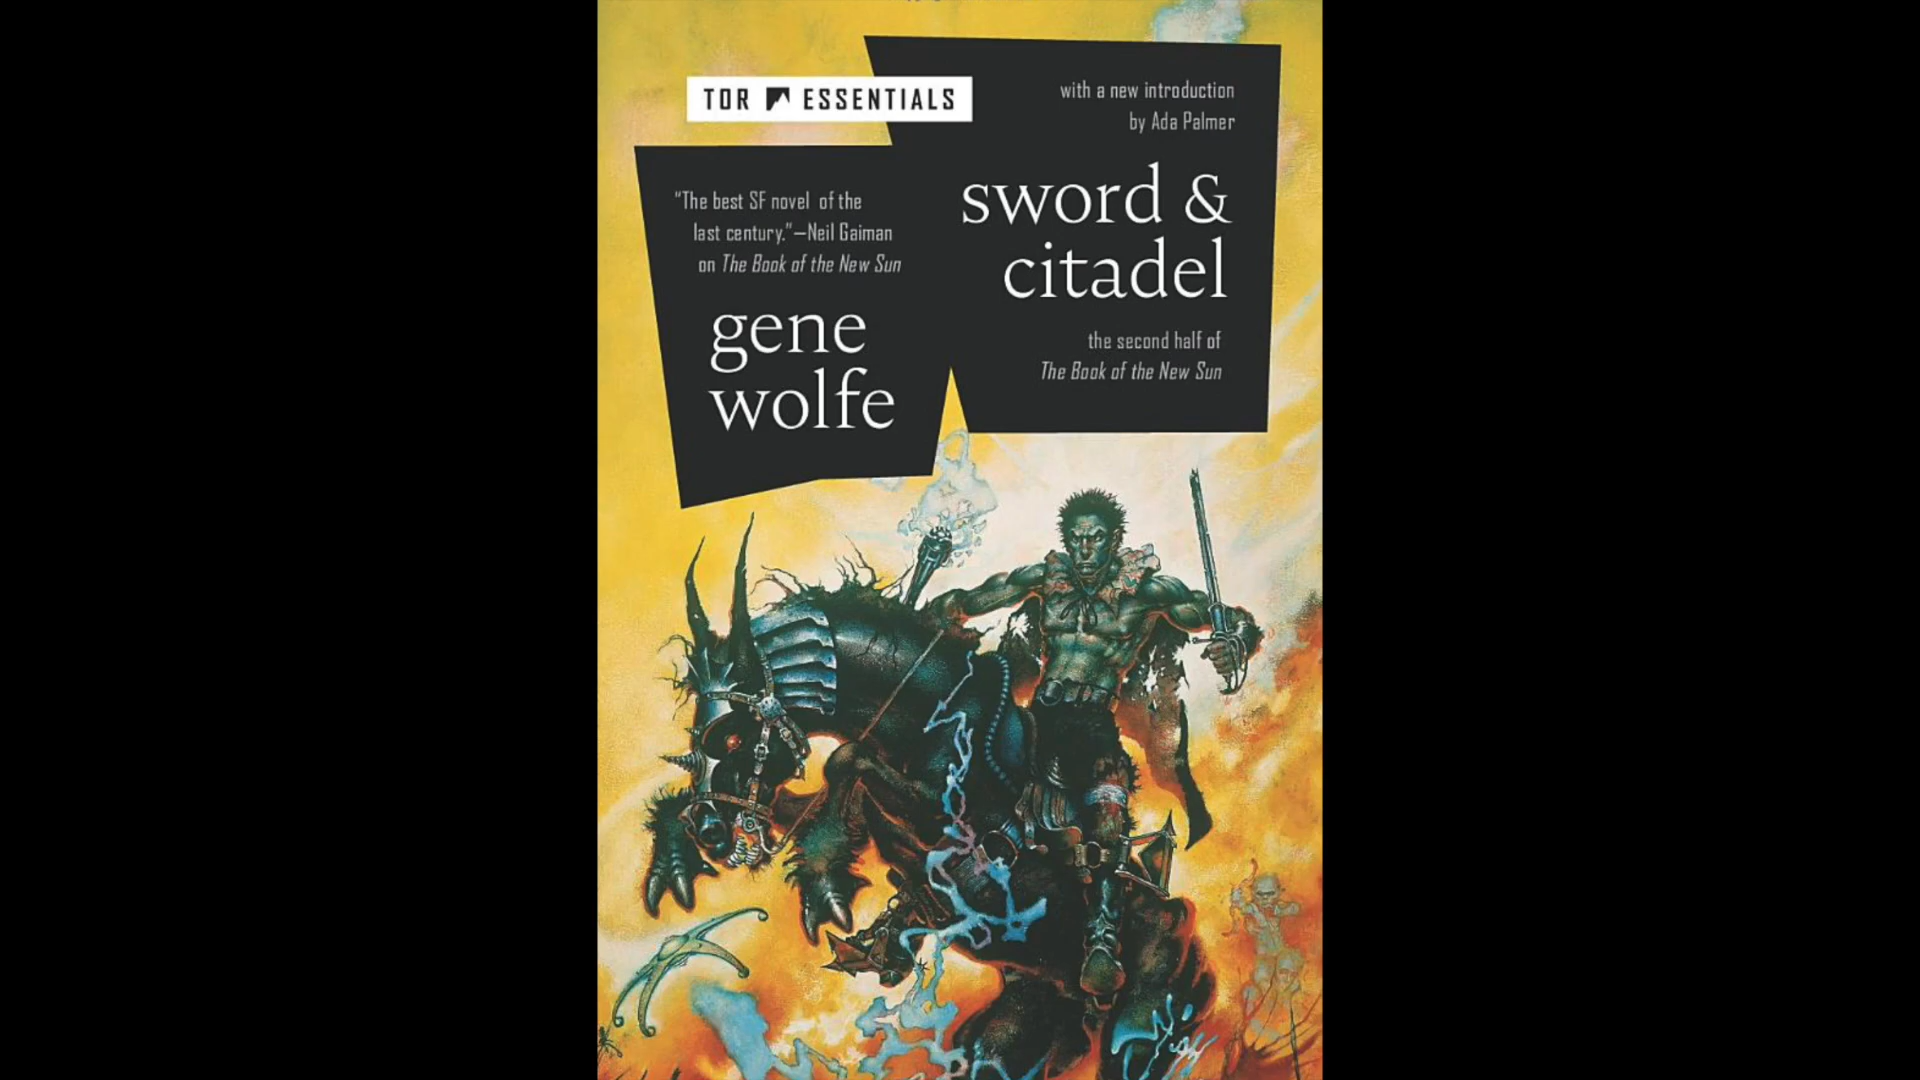 TOR ESSENTIALS
with a new introduction
by Ada Palmer
sword &
citadel
the second half of
The Book of the New Sun
“The best SF novel of the
last century.”—Neil Gaiman
on The Book of the New Sun
gene
wolfe